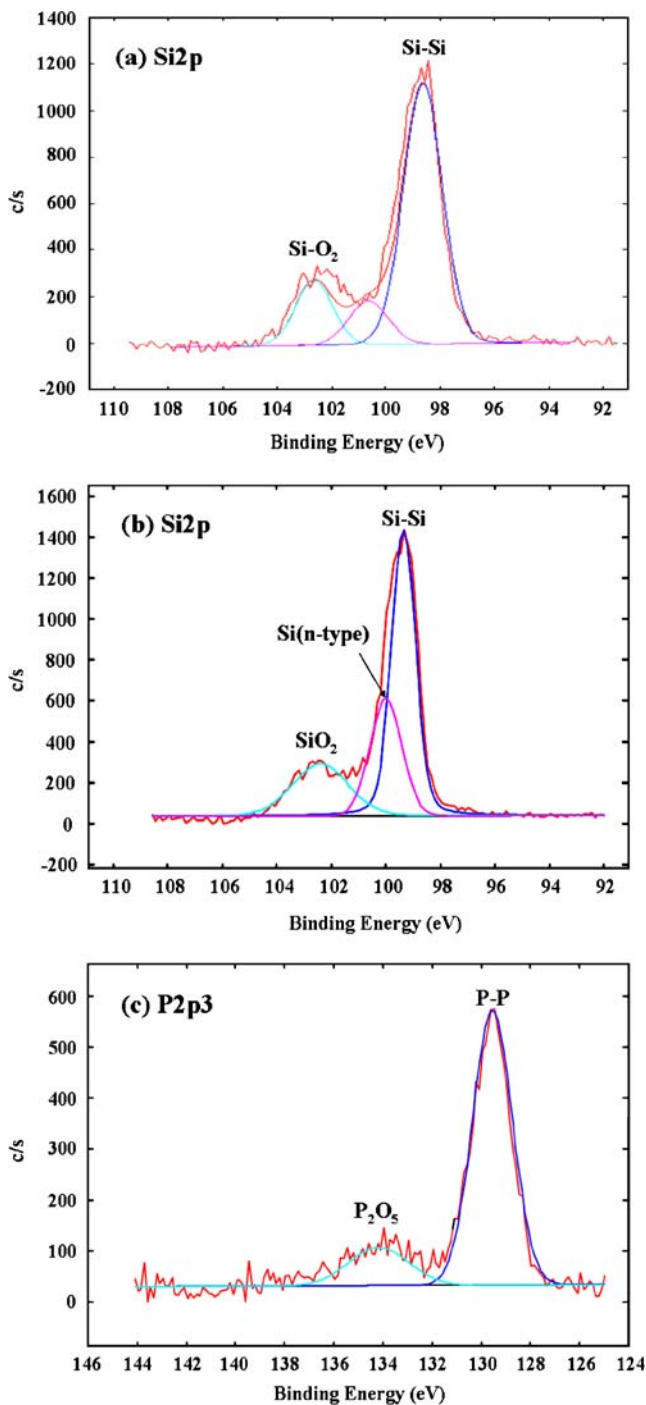 (a) Si2p
Si-Si
Si-O₂
1400
1200
1000
800
600
400
200
0
-200
c/s
110 108 106 104 102 100 98 96 94 92
Binding Energy (eV)
(b) Si2p
Si-Si
Si(n-type)
SiO₂
1600
1400
1200
1000
800
600
400
200
0
-200
c/s
110 108 106 104 102 100 98 96 94 92
Binding Energy (eV)
(c) P2p3
P-P
P₂O₅
600
500
400
300
200
100
0
c/s
146 144 142 140 138 136 134 132 130 128 126 124
Binding Energy (eV)